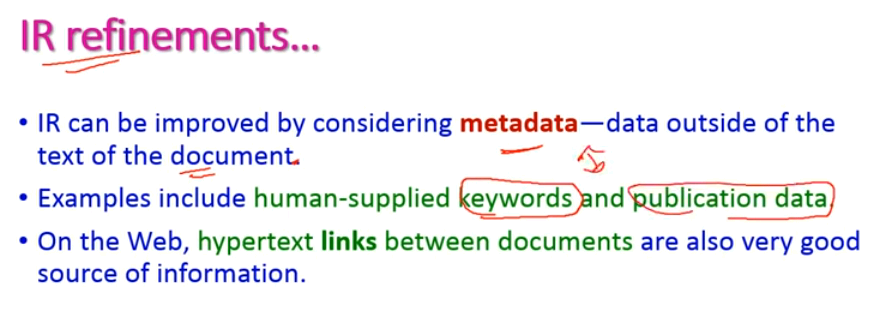 IR refinements...
• IR can be improved by considering metadata—data outside of the
text of the document.
• Examples include human-supplied keywords and publication data.
• On the Web, hypertext links between documents are also very good
source of information.